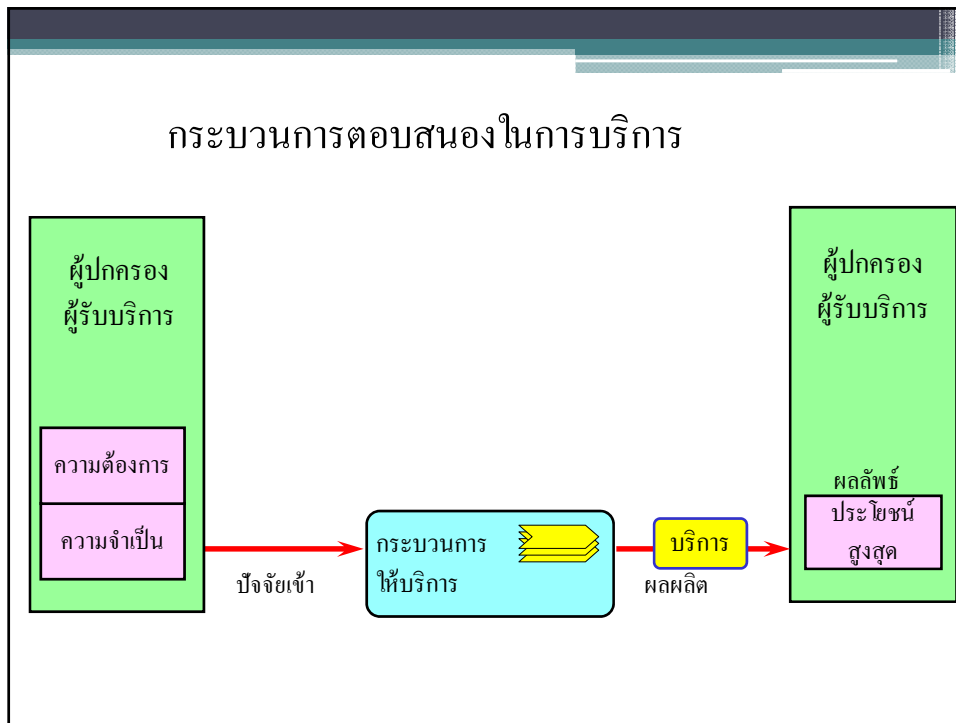 กระบวนการตอบสนองในการบริการ
ผู้ปกครอง
ผู้รับบริการ
ความต้องการ
ความจำเป็น
ปัจจัยเข้า
กระบวนการ
ให้บริการ
บริการ
ผลผลิต
ผู้ปกครอง
ผู้รับบริการ
ผลลัพธ์
ประโยชน์
สูงสุด